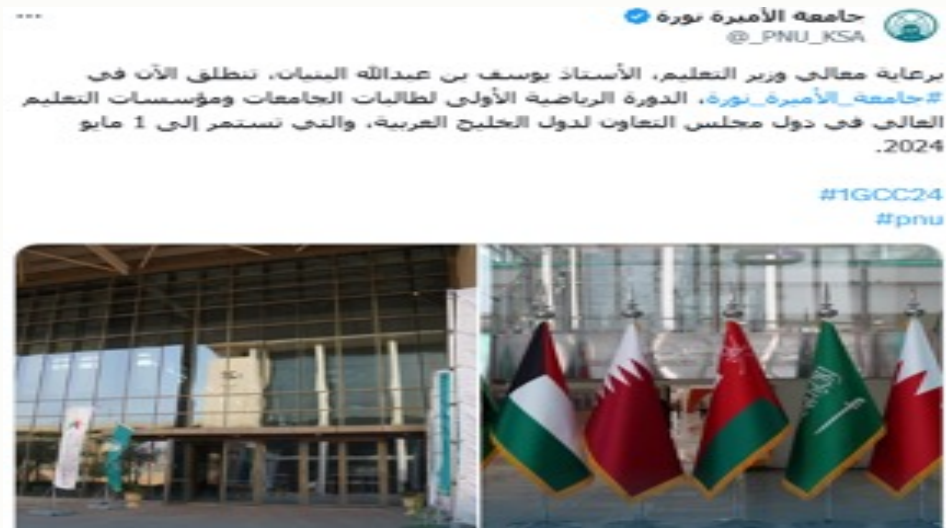 جامعة الأميرة نورة
@_PNU_KSA
برعاية معالي وزير التعليم، الأستاذ يوسف بن عبدالله البنيان، تنطلق الآن في
#جامعة_الأميرة_نورة، الدورة الرياضية الأولى لطالبات الجامعات ومؤسسات التعليم
العالي في دول مجلس التعاون لدول الخليج العربية، والتي تستمر إلى 1 مايو
2024.
#1GCC24
#pnu